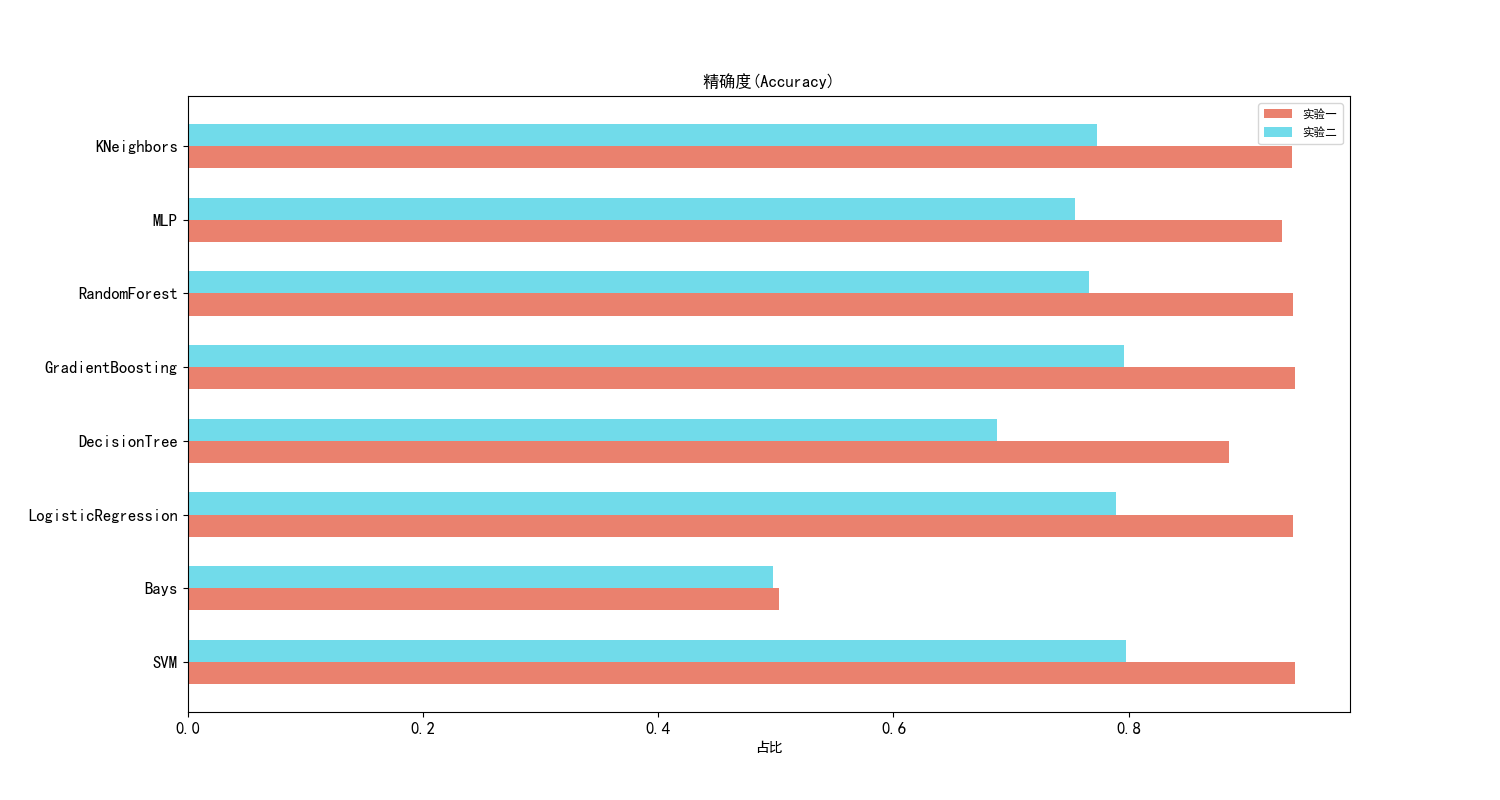 精确度(Accuracy)
实验一
实验二
KNeighbors
MLP
RandomForest
GradientBoosting
DecisionTree
LogisticRegression
Bays
SVM
0.0 0.2 0.4 0.6 0.8
占比